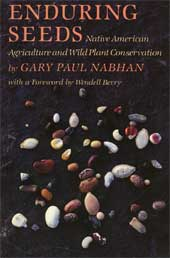 ENDURING
SEEDS Native American
Agriculture and Wild Plant Conservation
by GARY PAUL NABHAN
with a Foreword by Wendell Berry